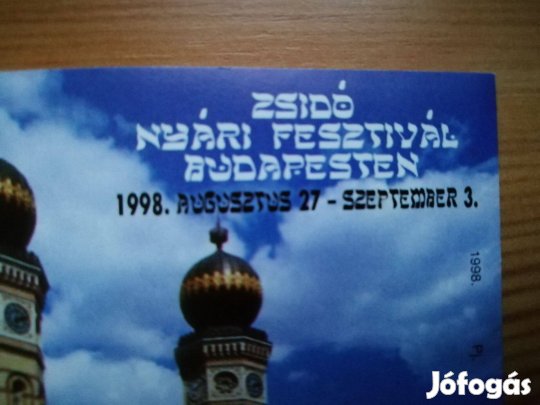 ZSIDÓ
NYÁRI FESZTIVÁL
BUDAPESTEN
1998. AUGUSZTUS 27 - SZEPTEMBER 3.
1998.
Jófogás